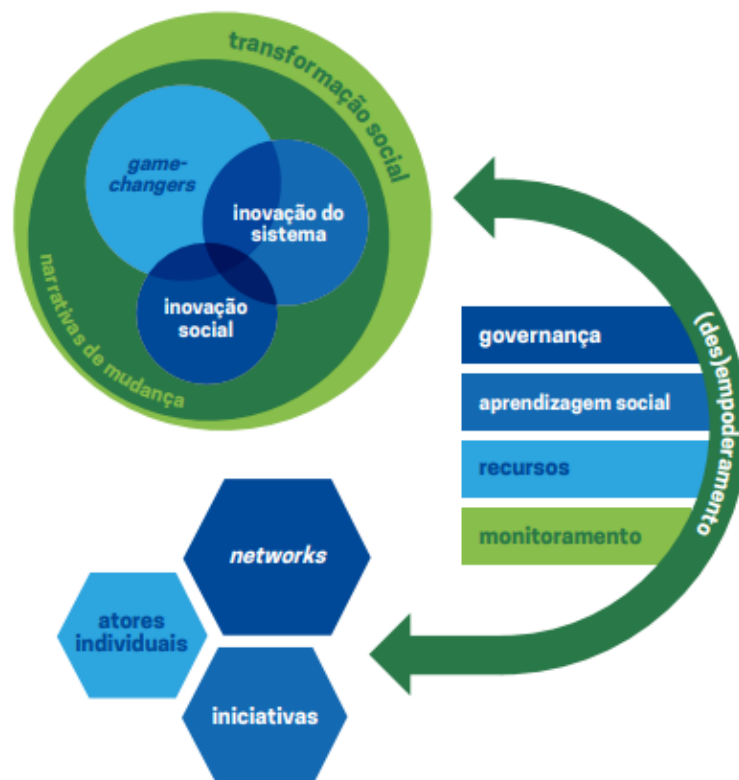 transformação social
game-
changers
inovação do
sistema
inovação
social
narrativas de mudança
governança
aprendizagem social
recursos
monitoramento
(des)empoderamento
networks
atores
individuais
iniciativas